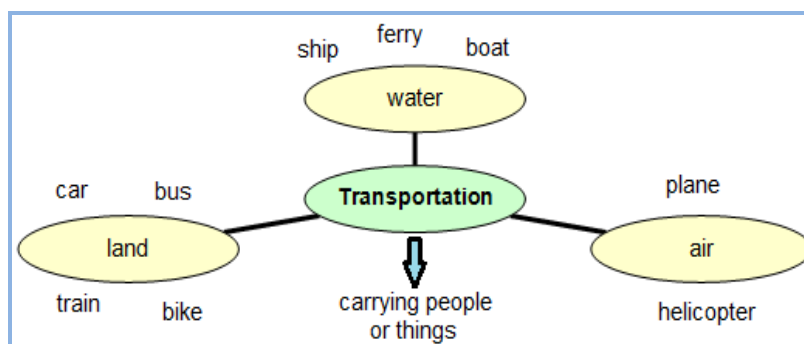 ferry
ship
boat
water
Transportation
car
bus
land
train
bike
plane
air
helicopter
carrying people
or things